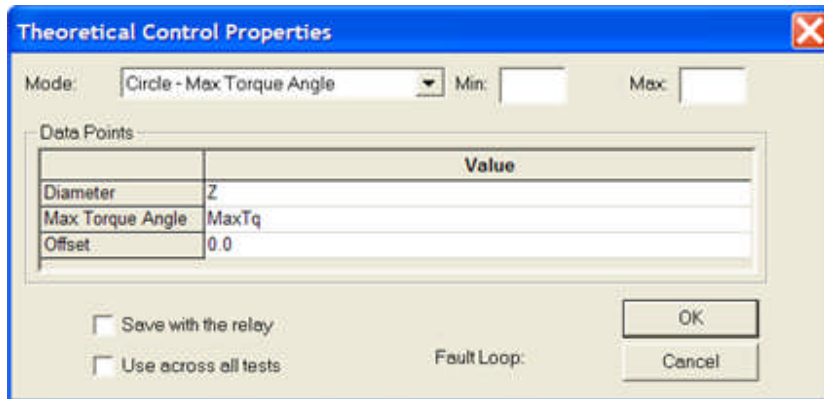 Theoretical Control Properties
Mode: Circle - Max Torque Angle Min: Max:
Data Points
Value
Diameter Z
Max Torque Angle MaxTq
Offset 0.0
Save with the relay OK
Use across all tests Fault Loop: Cancel